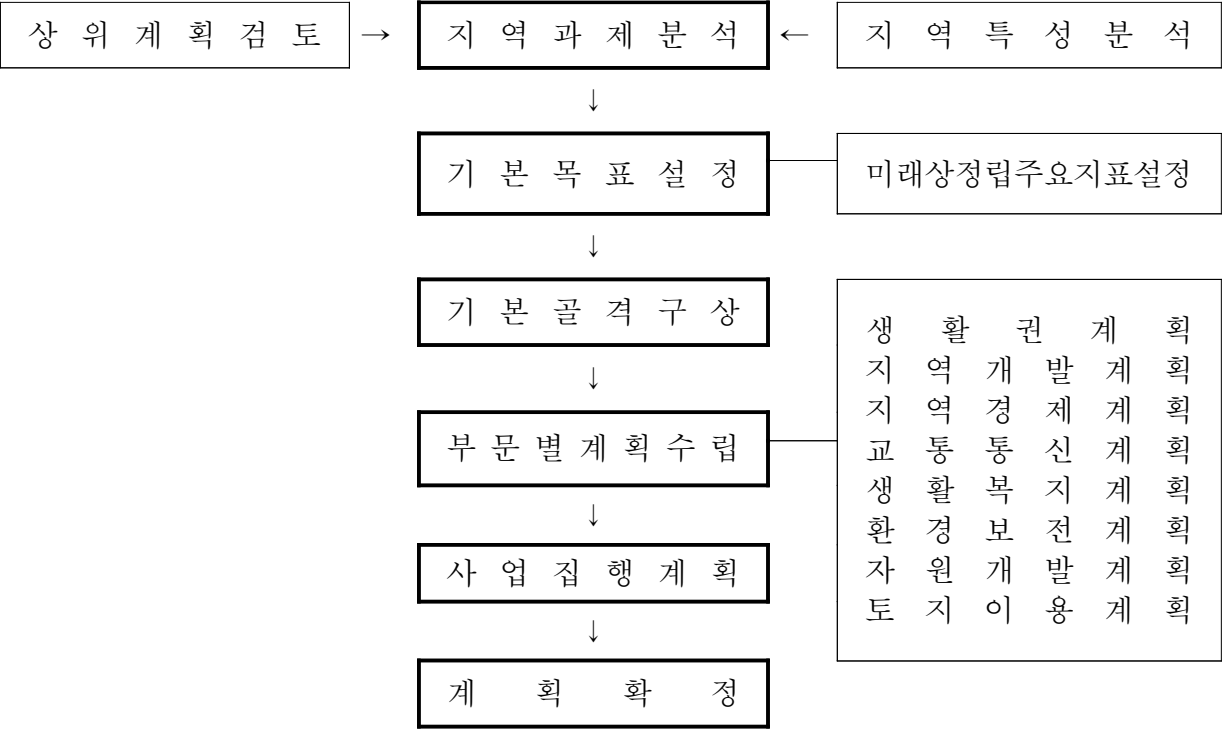 상위계획검토 → 지역과제분석 ← 지역특성분석
↓
기본목표설정
미래상정립주요지표설정
↓
기본골격구상
↓
부문별계획수립
생활권계획
지역개발계획
지역경제계획
교통통신계획
생활복지계획
환경보전계획
자원개발계획
토지이용계획
↓
사업집행계획
↓
계획확정